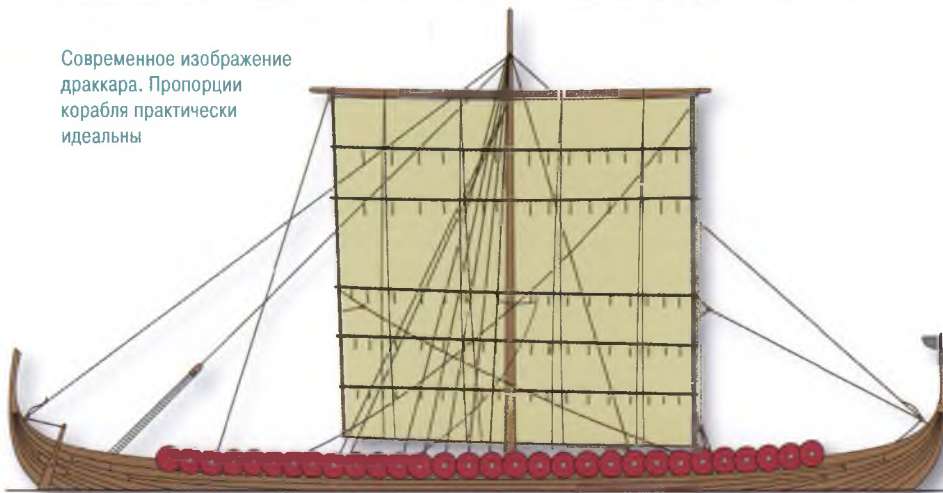 Современное изображение
драккара. Пропорции
корабля практически
идеальны